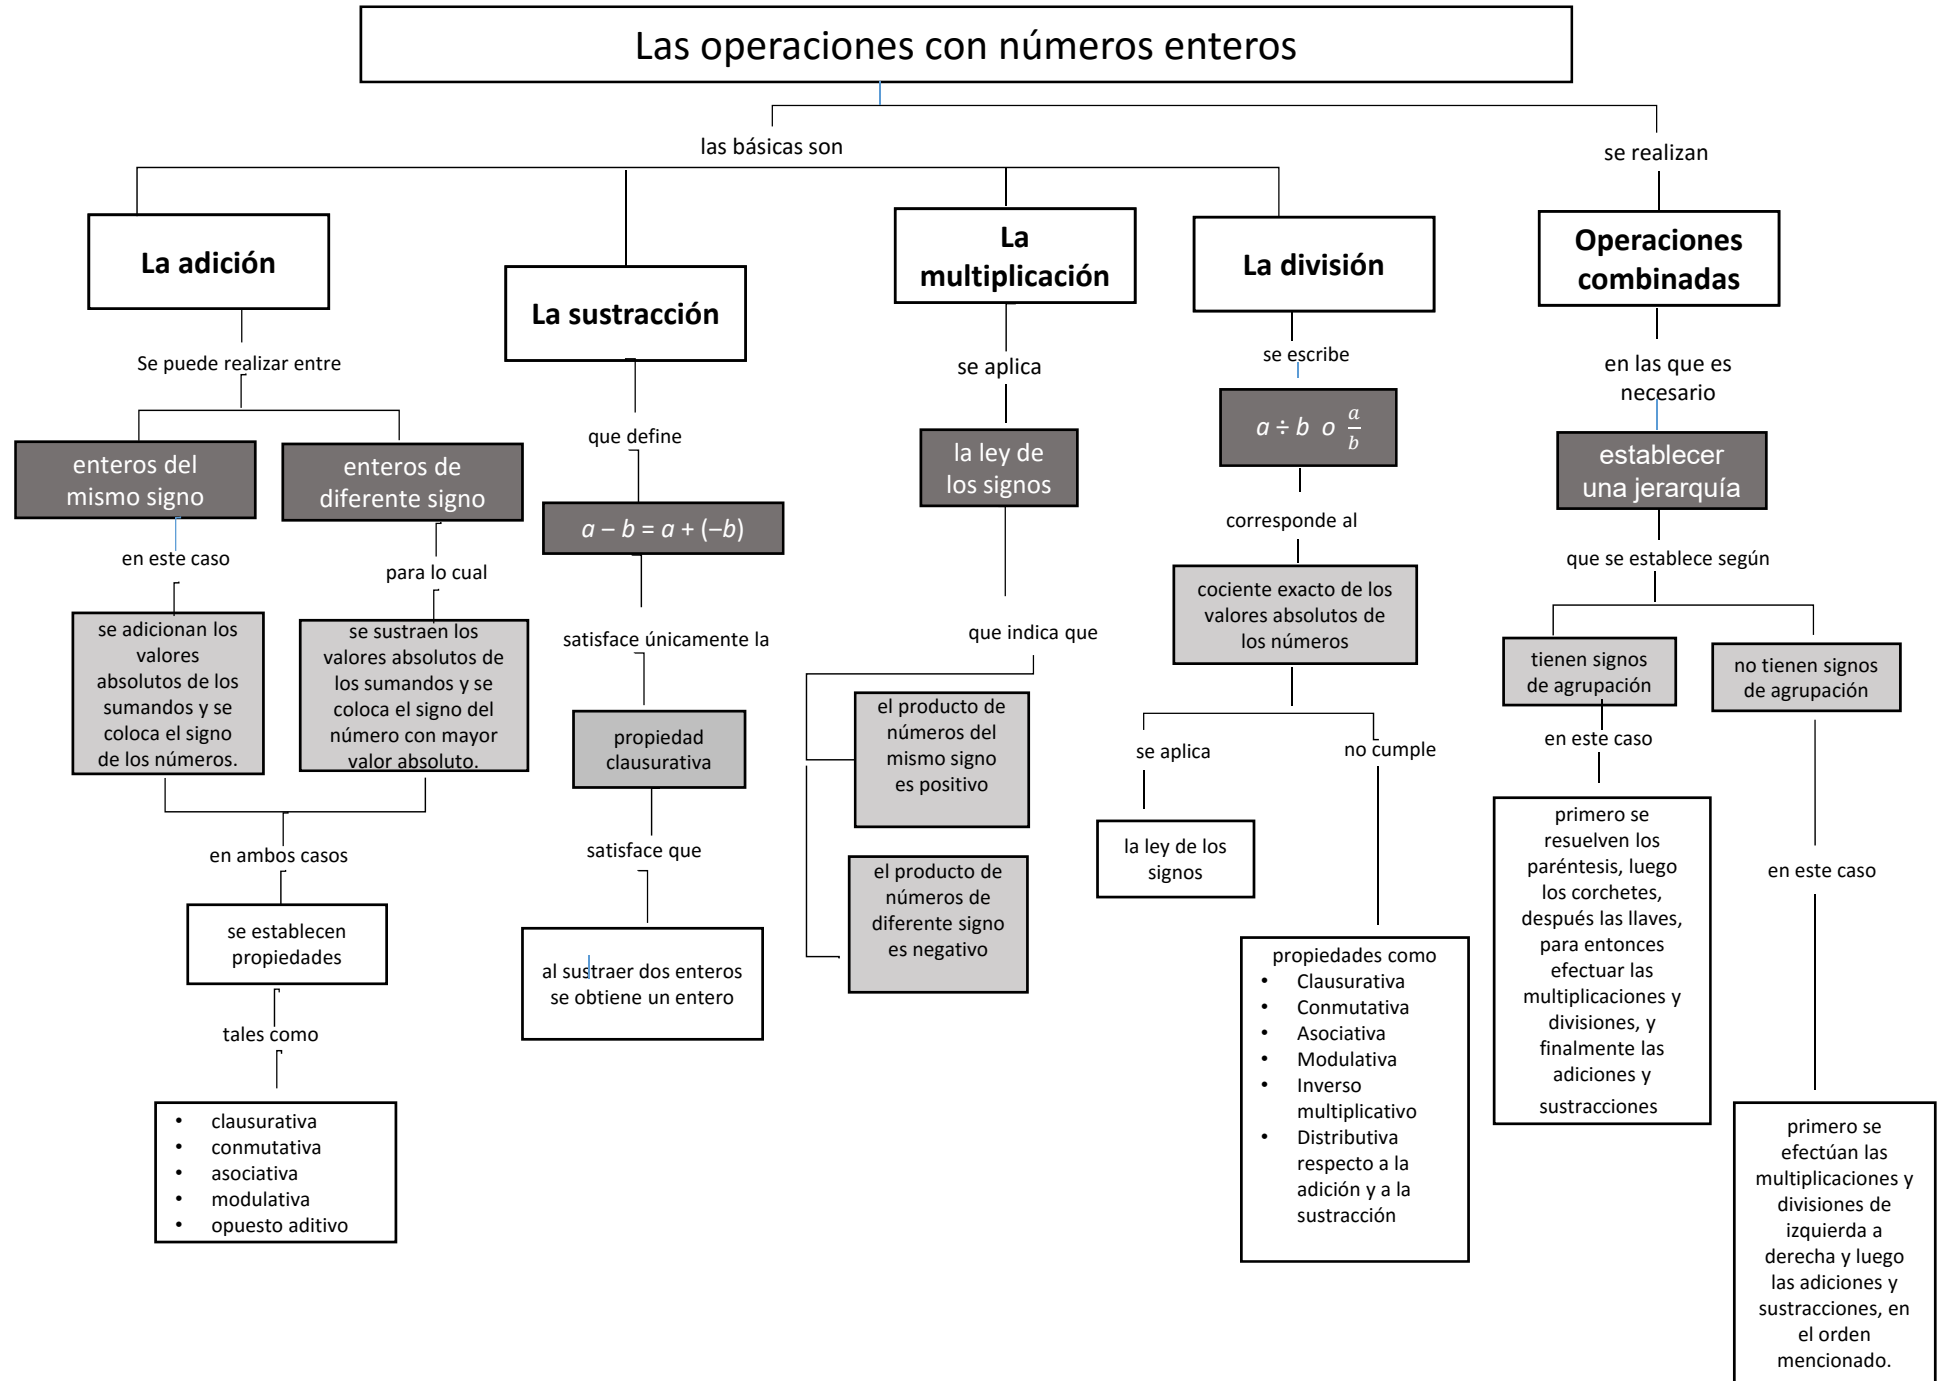 Las operaciones con números enteros
las básicas son
se realizan
La adición
Se puede realizar entre
enteros del
mismo signo
en este caso
se adicionan los
valores
absolutos de los
sumandos y se
coloca el signo
de los números.
enteros de
diferente signo
para lo cual
se sustraen los
valores absolutos de
los sumandos y se
coloca el signo del
número con mayor
valor absoluto.
en ambos casos
se establecen
propiedades
tales como
• clausurativa
• conmutativa
• asociativa
• modulativa
• opuesto aditivo
La sustracción
que define
a – b = a + (–b)
satisface únicamente la
propiedad
clausurativa
satisface que
al sustraer dos enteros
se obtiene un entero
La
multiplicación
se aplica
la ley de
los signos
que indica que
el producto de
números del
mismo signo
es positivo
el producto de
números de
diferente signo
es negativo
La división
se escribe
a ÷ b o a/b
corresponde al
cociente exacto de los
valores absolutos de
los números
se aplica
la ley de los
signos
no cumple
propiedades como
• Clausurativa
• Conmutativa
• Asociativa
• Modulativa
• Inverso
multiplicativo
• Distributiva
respecto a la
adición y a la
sustracción
Operaciones
combinadas
en las que es
necesario
establecer
una jerarquía
que se establece según
tienen signos
de agrupación
en este caso
primero se
resuelven los
paréntesis, luego
los corchetes,
después las llaves,
para entonces
efectuar las
multiplicaciones y
divisiones, y
finalmente las
adiciones y
sustracciones
no tienen signos
de agrupación
en este caso
primero se
efectúan las
multiplicaciones y
divisiones de
izquierda a
derecha y luego
las adiciones y
sustracciones, en
el orden
mencionado.